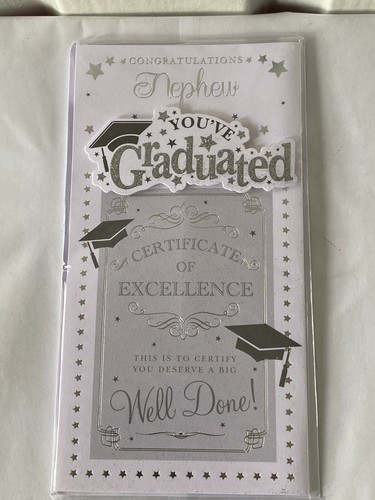 CONGRATULATIONS
Nephew
YOU'VE
Graduated
CERTIFICATE
OF
EXCELLENCE
THIS IS TO CERTIFY
YOU DESERVE A BIG
Well Done!